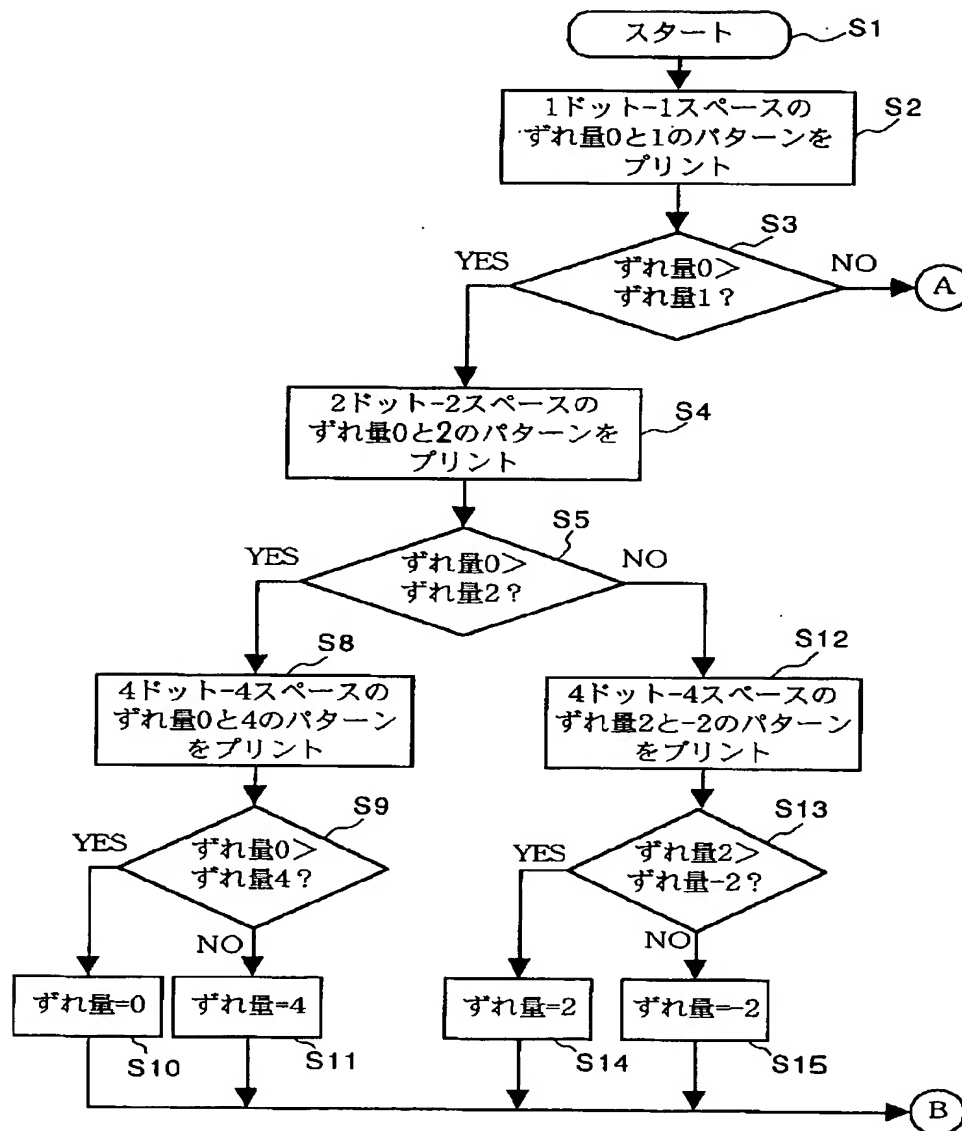 スタート
S1
1ドット-1スペースの
ずれ量0と1のパターンを
プリント
S2
S3
YES
ずれ量0>
ずれ量1?
NO
A
2ドット-2スペースの
ずれ量0と2のパターンを
プリント
S4
S5
YES
ずれ量0>
ずれ量2?
NO
S8
4ドット-4スペースの
ずれ量0と4のパターン
をプリント
S12
4ドット-4スペースの
ずれ量2と-2のパターン
をプリント
S9
YES
ずれ量0>
ずれ量4?
NO
S13
YES
ずれ量2>
ずれ量-2?
NO
ずれ量=0
ずれ量=4
ずれ量=2
ずれ量=-2
S10
S11
S14
S15
B